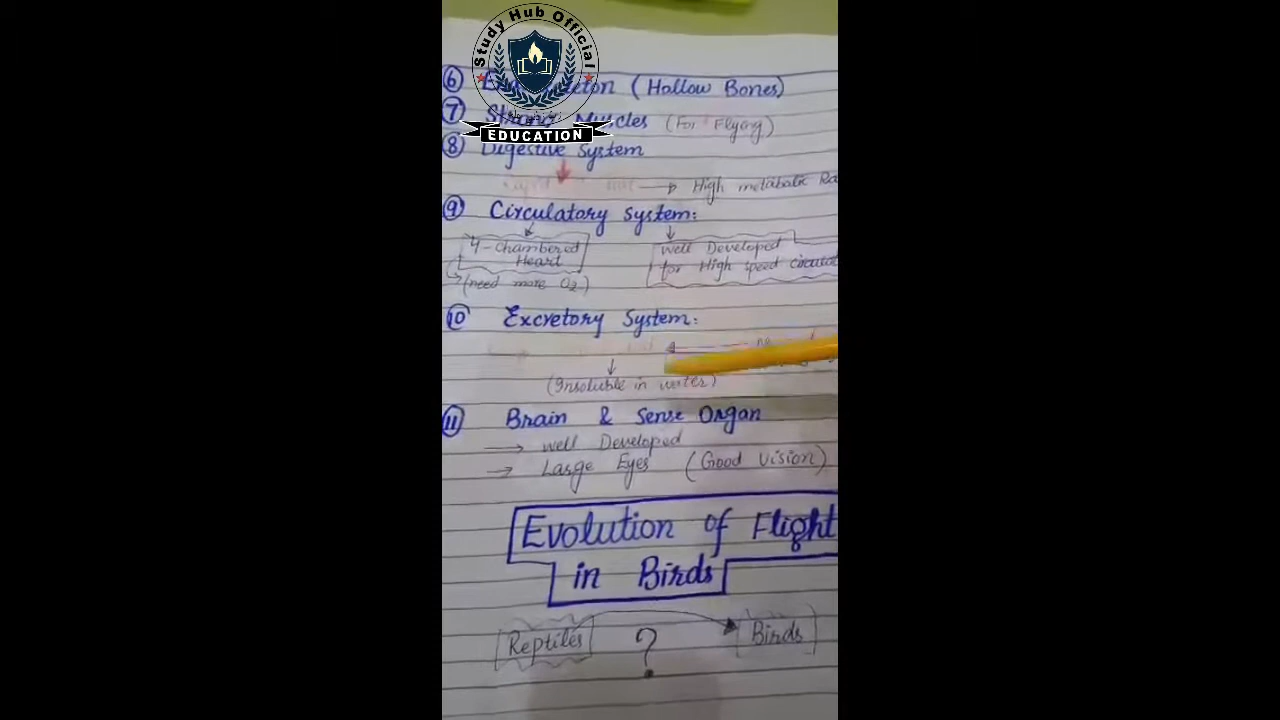 Study Hub Official
EDUCATION
6 (Hollow Bones)
7 Strong Muscles (For Flying)
8 Digestive System
→ High metabolic Ra
9 Circulatory System:
4-chambered Heart
(need more O2)
well Developed
for High speed circulat
10 Excretory System:
(Insoluble in water)
11 Brain & Sense Organ
→ well Developed
→ Large Eyes (Good vision)
Evolution of Flight
in Birds
Reptiles ? Birds